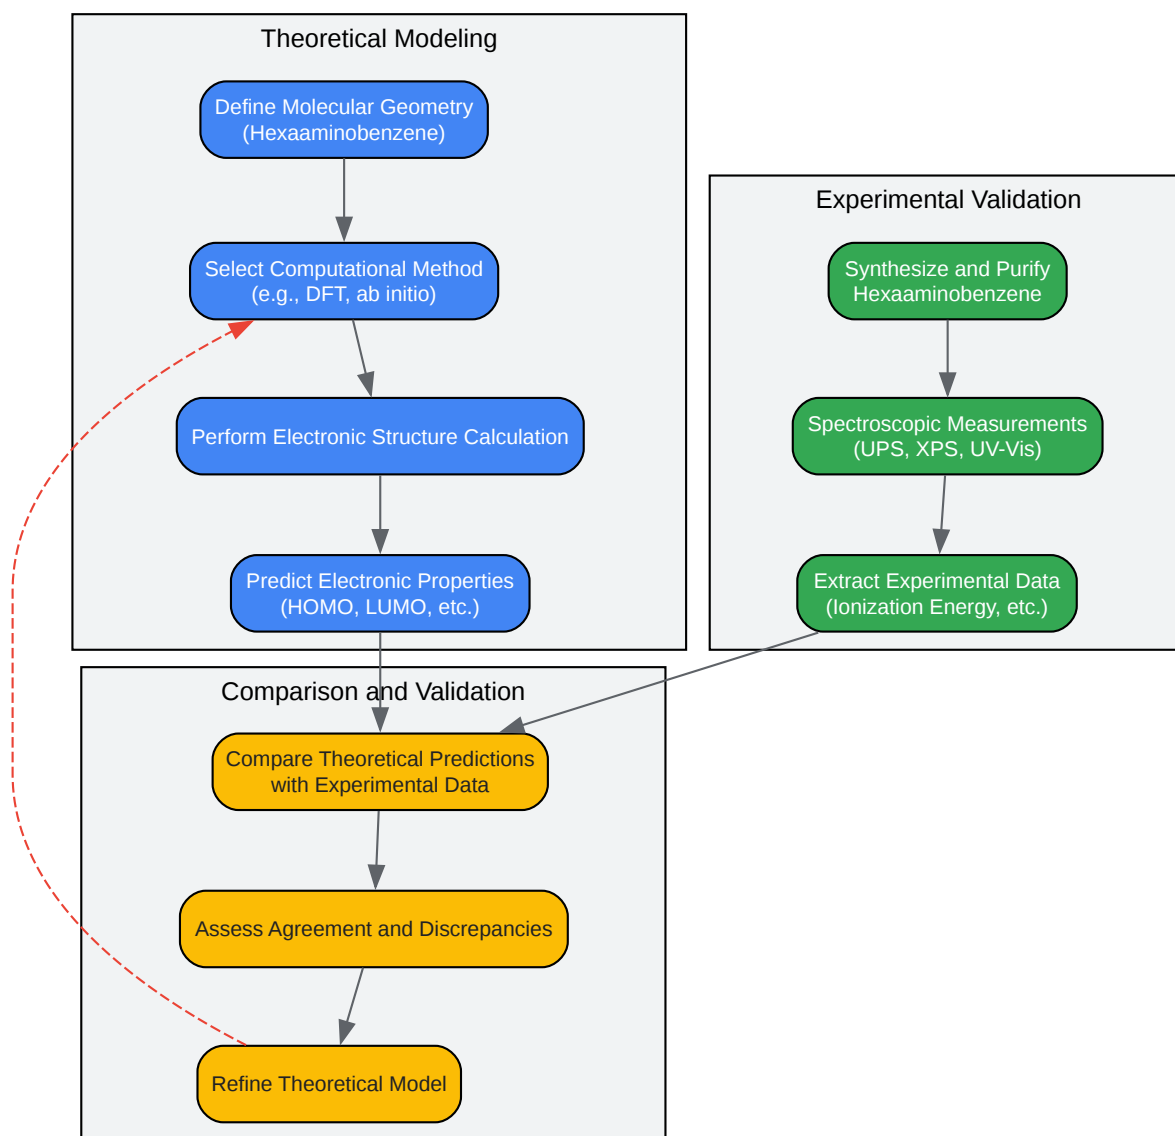 Theoretical Modeling
Define Molecular Geometry
(Hexaaminobenzene)
Select Computational Method
(e.g., DFT, ab initio)
Perform Electronic Structure Calculation
Predict Electronic Properties
(HOMO, LUMO, etc.)
Experimental Validation
Synthesize and Purify
Hexaaminobenzene
Spectroscopic Measurements
(UPS, XPS, UV-Vis)
Extract Experimental Data
(Ionization Energy, etc.)
Comparison and Validation
Compare Theoretical Predictions
with Experimental Data
Assess Agreement and Discrepancies
Refine Theoretical Model